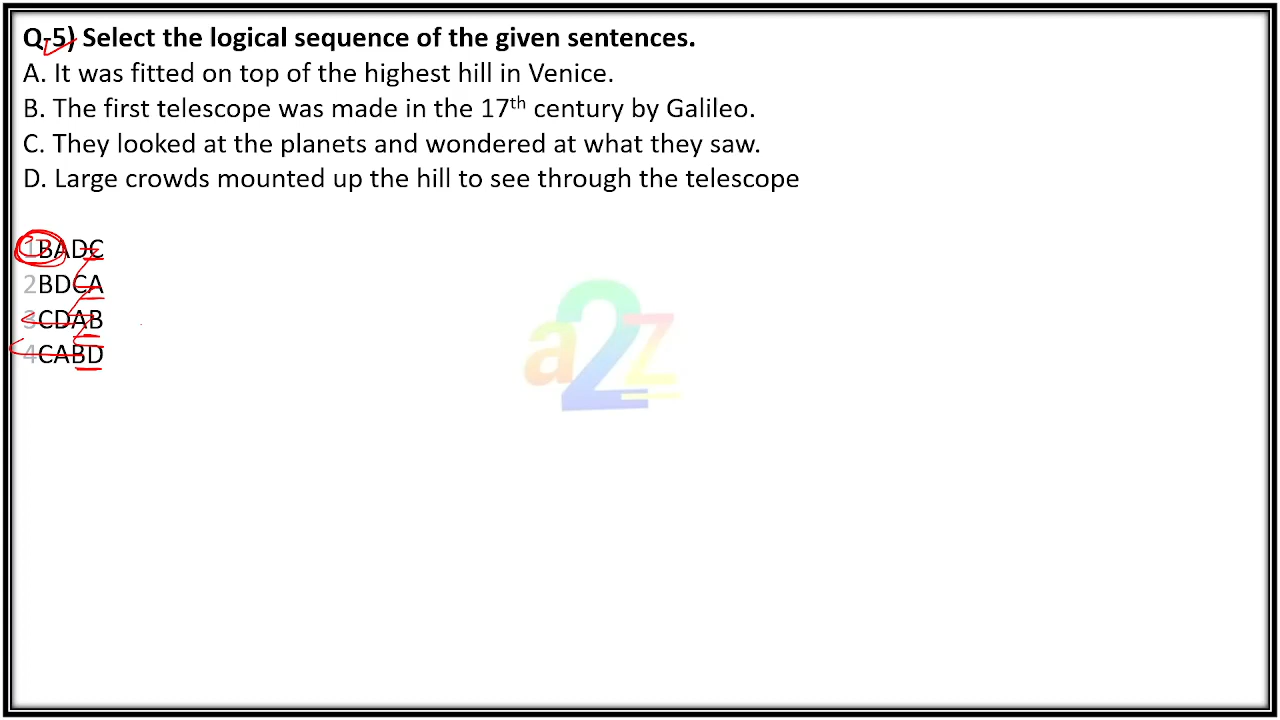 Q-5) Select the logical sequence of the given sentences.
A. It was fitted on top of the highest hill in Venice.
B. The first telescope was made in the 17th century by Galileo.
C. They looked at the planets and wondered at what they saw.
D. Large crowds mounted up the hill to see through the telescope
1 BADC
2 BDCA
3 CDAB
4 CABD
a2z